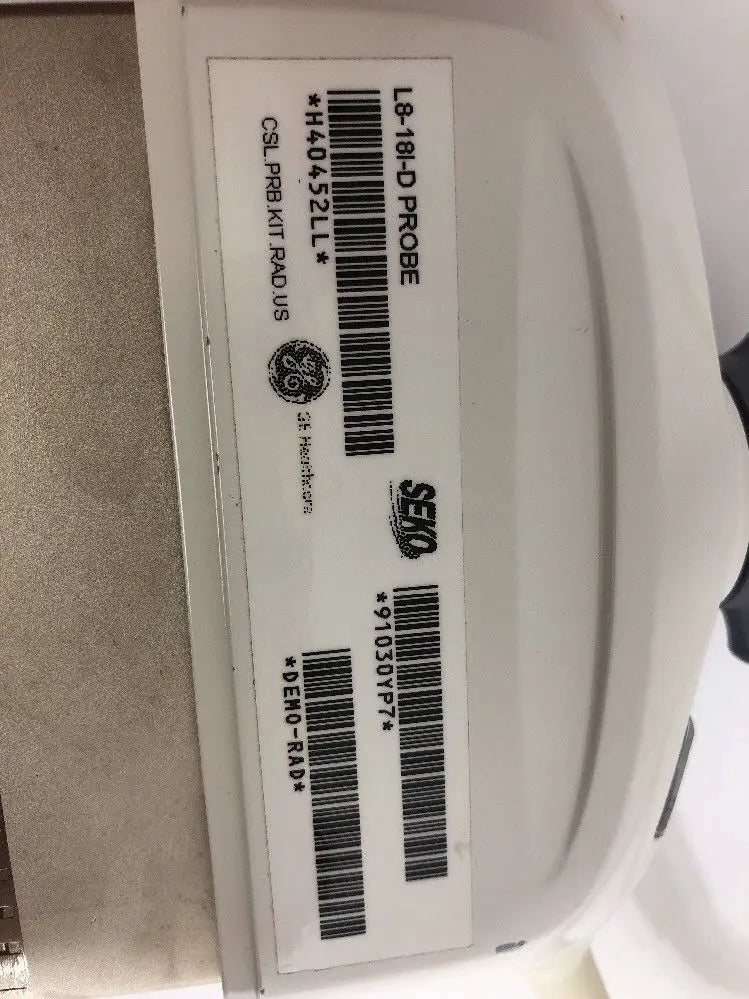 L8-18I-D PROBE
*H40452LL*
CSL.PRB.KIT.RAD.US
GE Healthcare
SEKO
*91030YP7*
*DEMO-RAD*